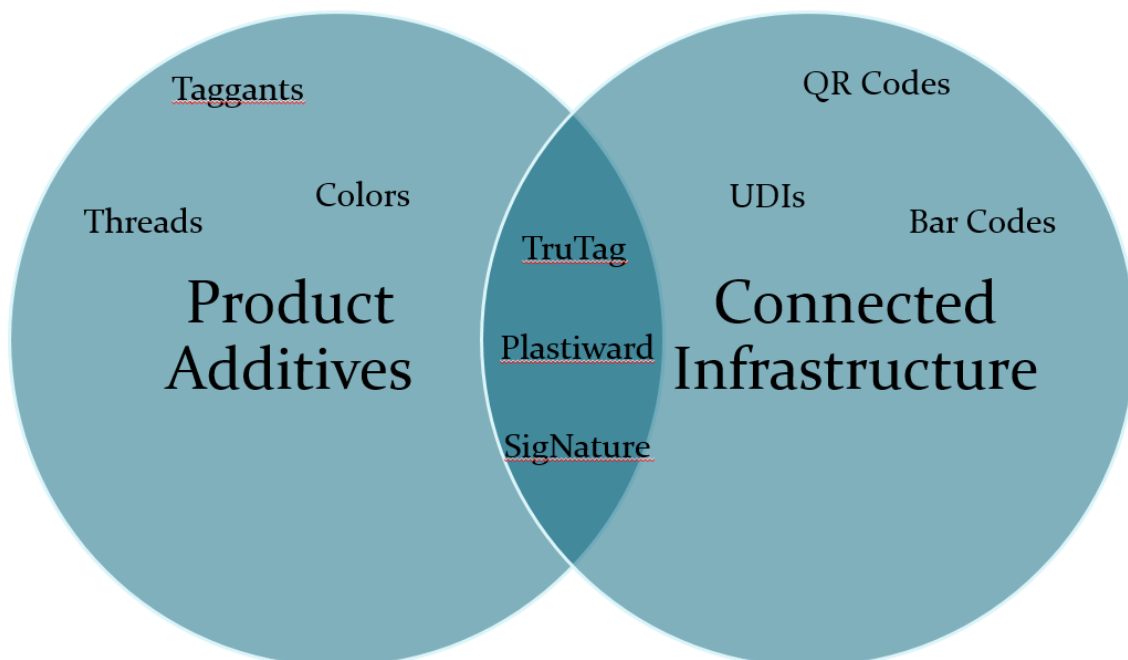 Taggants
Colors
Threads
Product
Additives
TruTag
Plastiward
SigNature
QR Codes
UDIs
Bar Codes
Connected
Infrastructure